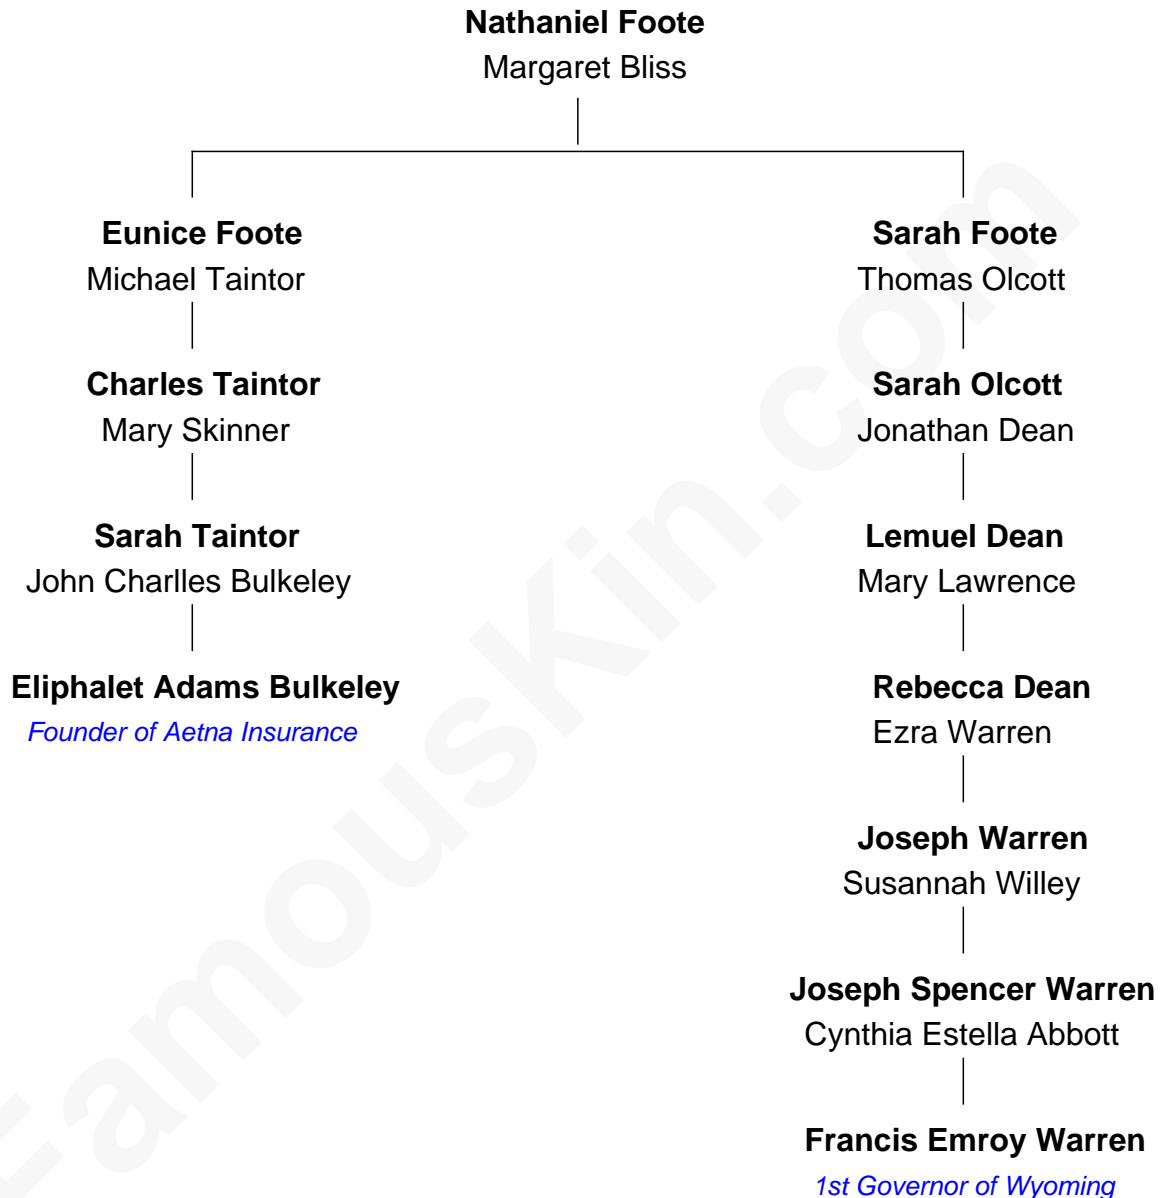 Nathaniel Foote
Margaret Bliss
Eunice Foote
Michael Taintor
Charles Taintor
Mary Skinner
Sarah Taintor
John Charlles Bulkeley
Eliphalet Adams Bulkeley
Founder of Aetna Insurance
Sarah Foote
Thomas Olcott
Sarah Olcott
Jonathan Dean
Lemuel Dean
Mary Lawrence
Rebecca Dean
Ezra Warren
Joseph Warren
Susannah Willey
Joseph Spencer Warren
Cynthia Estella Abbott
Francis Emroy Warren
1st Governor of Wyoming
FamousKin.com